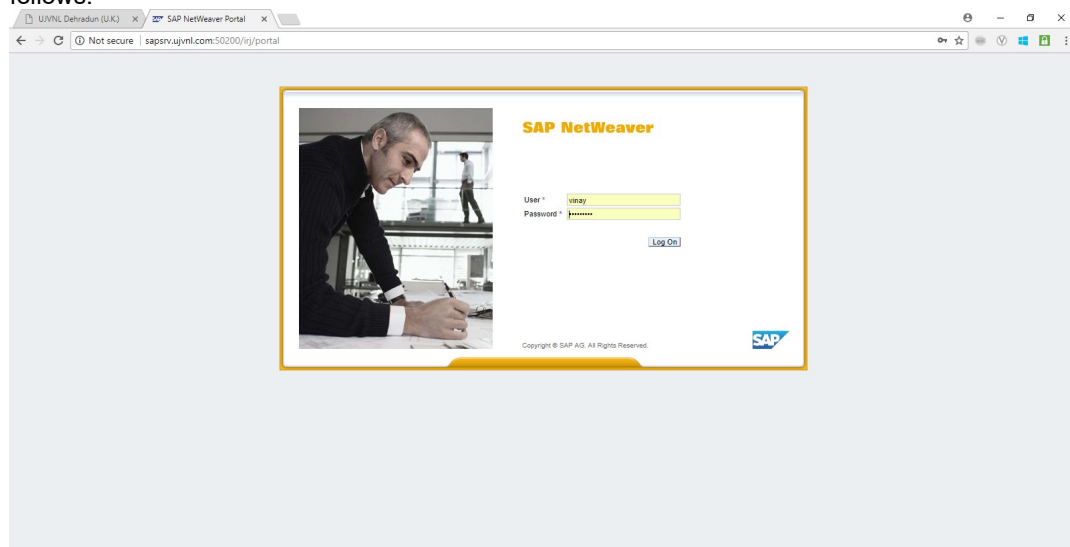 follows:
UJVNL Dehradun (U.K.) SAP NetWeaver Portal
Not secure sapsrv.ujvnl.com:50200/irj/portal
SAP NetWeaver
User * vinay
Password *
Log On
Copyright © SAP AG. All Rights Reserved.
SAP